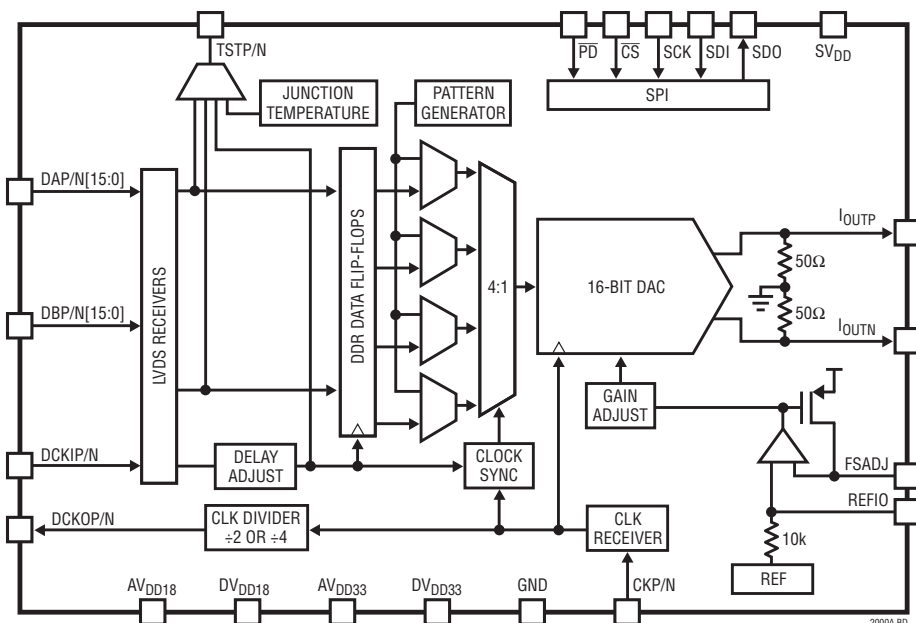 TSTP/N
PD
CS
SCK
SDI
SDO
SVDD
JUNCTION
TEMPERATURE
PATTERN
GENERATOR
SPI
DAP/N[15:0]
DBP/N[15:0]
DCKIP/N
DCKOP/N
LVDS RECEIVERS
DDR DATA FLIP-FLOPS
4:1
16-BIT DAC
IOUTP
50Ω
50Ω
IOUTN
GAIN
ADJUST
FSADJ
REFIO
10k
REF
DELAY
ADJUST
CLOCK
SYNC
CLK DIVIDER
÷2 OR ÷4
CLK
RECEIVER
AVDD18
DVDD18
AVDD33
DVDD33
GND
CKP/N
2000A BD